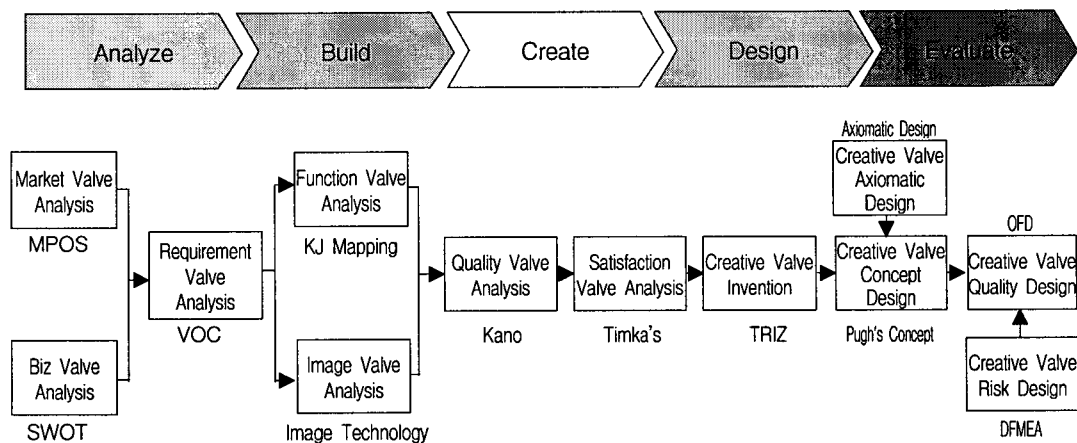 Analyze
Build
Create
Design
Evaluate
Market Valve
Analysis
MPOS
Biz Valve
Analysis
SWOT
Requirement
Valve
Analysis
VOC
Function Valve
Analysis
KJ Mapping
Image Valve
Analysis
Image Technology
Quality Valve
Analysis
Kano
Satisfaction
Valve Analysis
Timka's
Creative Valve
Invention
TRIZ
Axiomatic Design
Creative Valve
Axiomatic
Design
Creative Valve
Concept
Design
Pugh's Concept
OFD
Creative Valve
Quality Design
Creative Valve
Risk Design
DFMEA